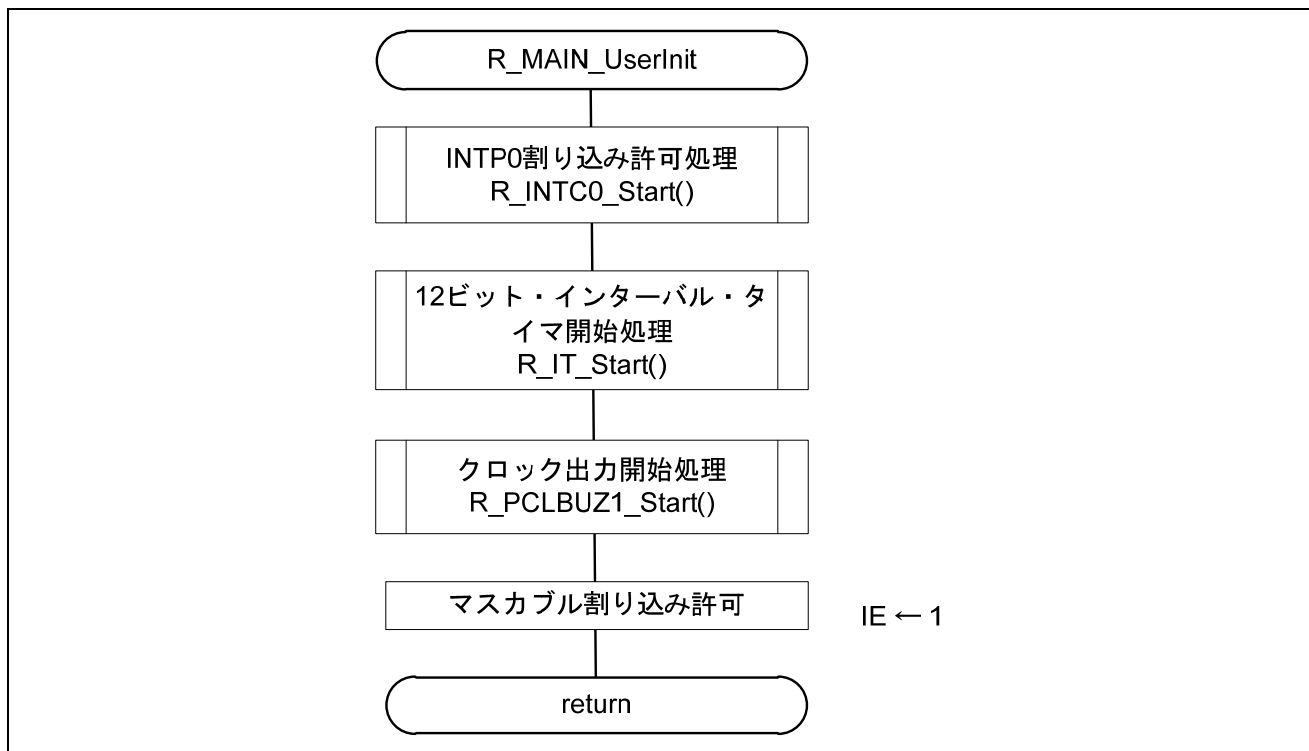 R_MAIN_UserInit
INTP0割り込み許可処理
R_INTC0_Start()
12ビット・インターバル・タ
イマ開始処理
R_IT_Start()
クロック出力開始処理
R_PCLBUZ1_Start()
マスカブル割り込み許可
IE ← 1
return